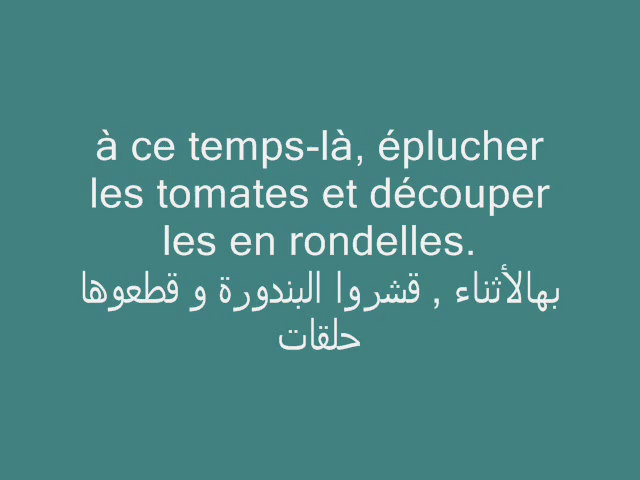 à ce temps-là, éplucher
les tomates et découper
les en rondelles.
بهالأثناء , قشروا البندورة و قطعوها
حلقات